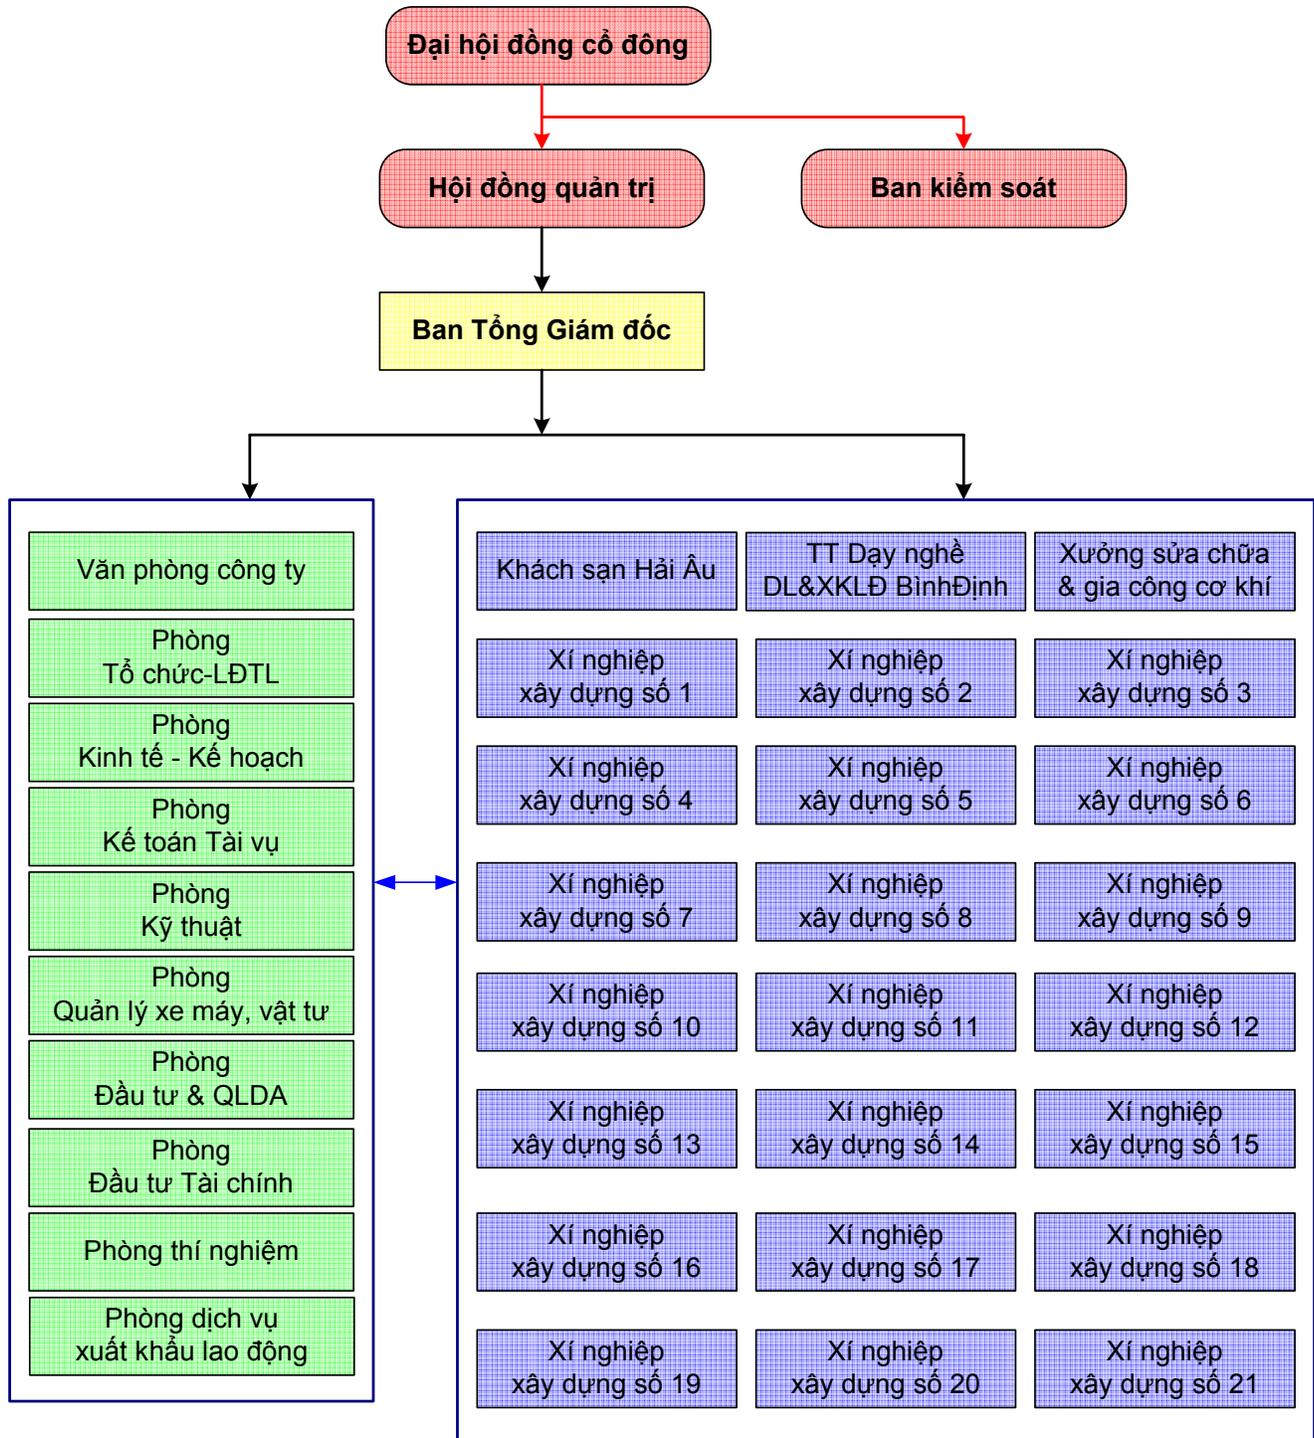 Đại hội đồng cổ đông
Hội đồng quản trị
Ban kiểm soát
Ban Tổng Giám đốc
Văn phòng công ty
Phòng
Tổ chức-LĐTL
Phòng
Kinh tế - Kế hoạch
Phòng
Kế toán Tài vụ
Phòng
Kỹ thuật
Phòng
Quản lý xe máy, vật tư
Phòng
Đầu tư & QLDA
Phòng
Đầu tư Tài chính
Phòng thí nghiệm
Phòng dịch vụ
xuất khẩu lao động
Khách sạn Hải Âu
TT Dạy nghề
DL&XKLĐ BìnhĐịnh
Xưởng sửa chữa
& gia công cơ khí
Xí nghiệp
xây dựng số 1
Xí nghiệp
xây dựng số 2
Xí nghiệp
xây dựng số 3
Xí nghiệp
xây dựng số 4
Xí nghiệp
xây dựng số 5
Xí nghiệp
xây dựng số 6
Xí nghiệp
xây dựng số 7
Xí nghiệp
xây dựng số 8
Xí nghiệp
xây dựng số 9
Xí nghiệp
xây dựng số 10
Xí nghiệp
xây dựng số 11
Xí nghiệp
xây dựng số 12
Xí nghiệp
xây dựng số 13
Xí nghiệp
xây dựng số 14
Xí nghiệp
xây dựng số 15
Xí nghiệp
xây dựng số 16
Xí nghiệp
xây dựng số 17
Xí nghiệp
xây dựng số 18
Xí nghiệp
xây dựng số 19
Xí nghiệp
xây dựng số 20
Xí nghiệp
xây dựng số 21